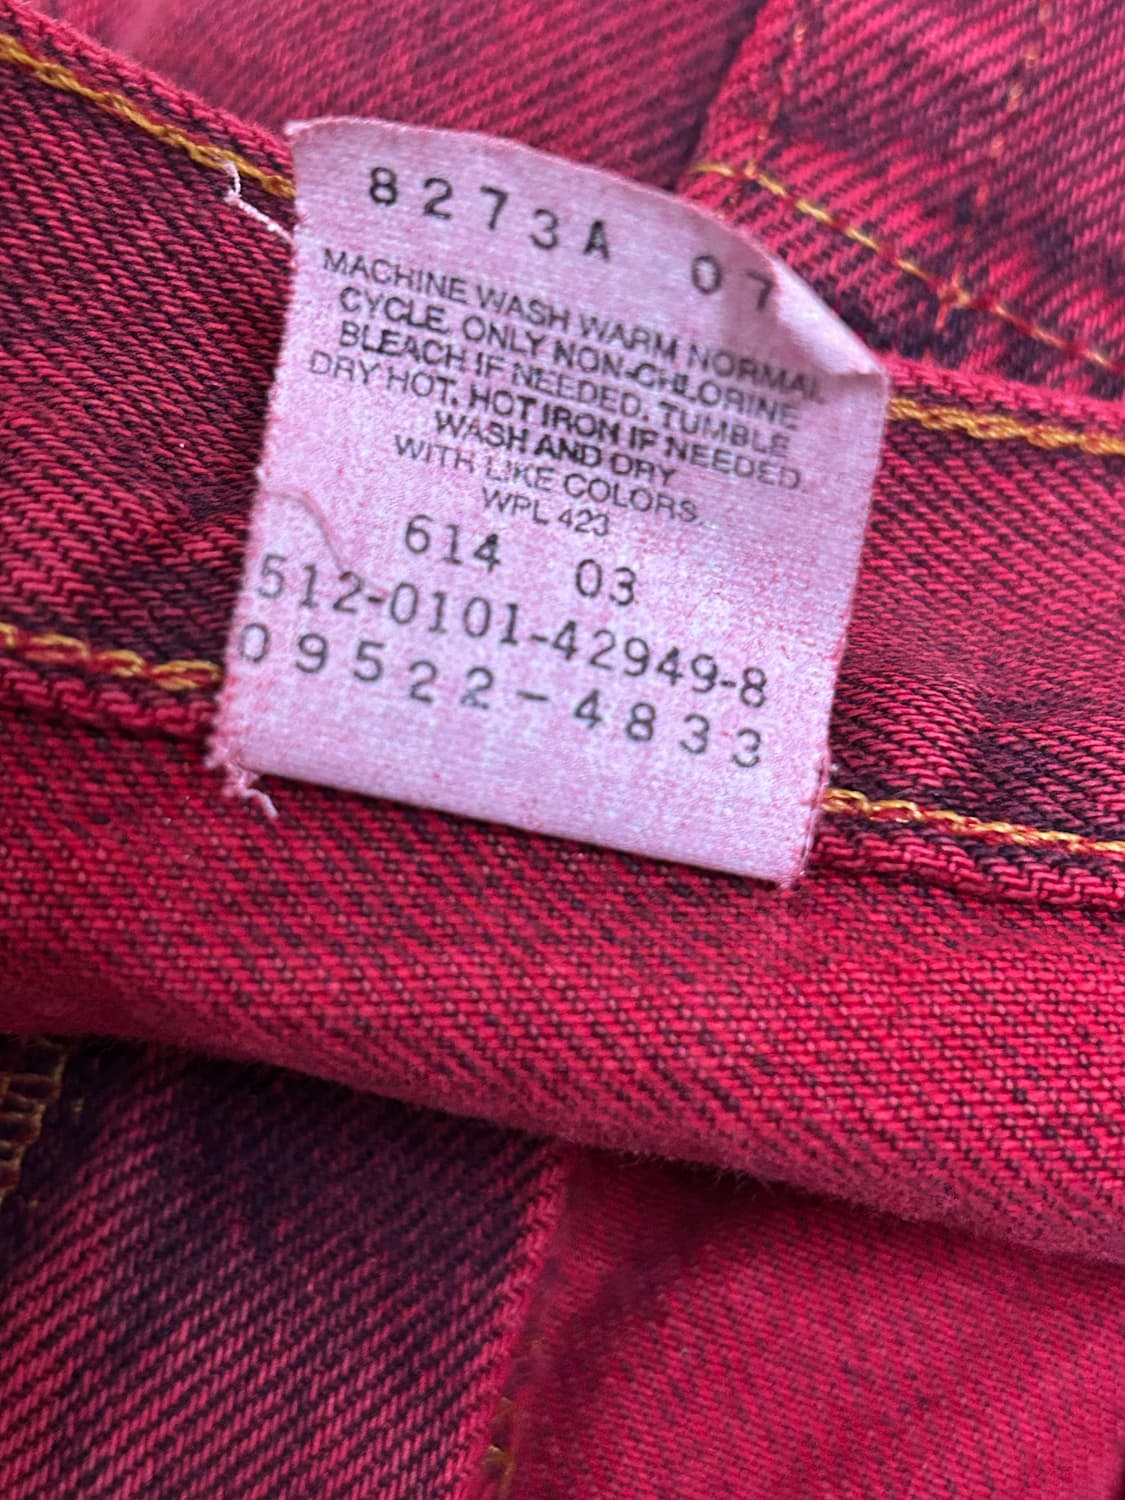 8273A 07
MACHINE WASH WARM NORMAL
CYCLE. ONLY NON-CHLORINE
BLEACH IF NEEDED. TUMBLE
DRY HOT. HOT IRON IF NEEDED.
WASH AND DRY
WITH LIKE COLORS.
WPL 423
614 03
512-0101-42949-8
09522-4833